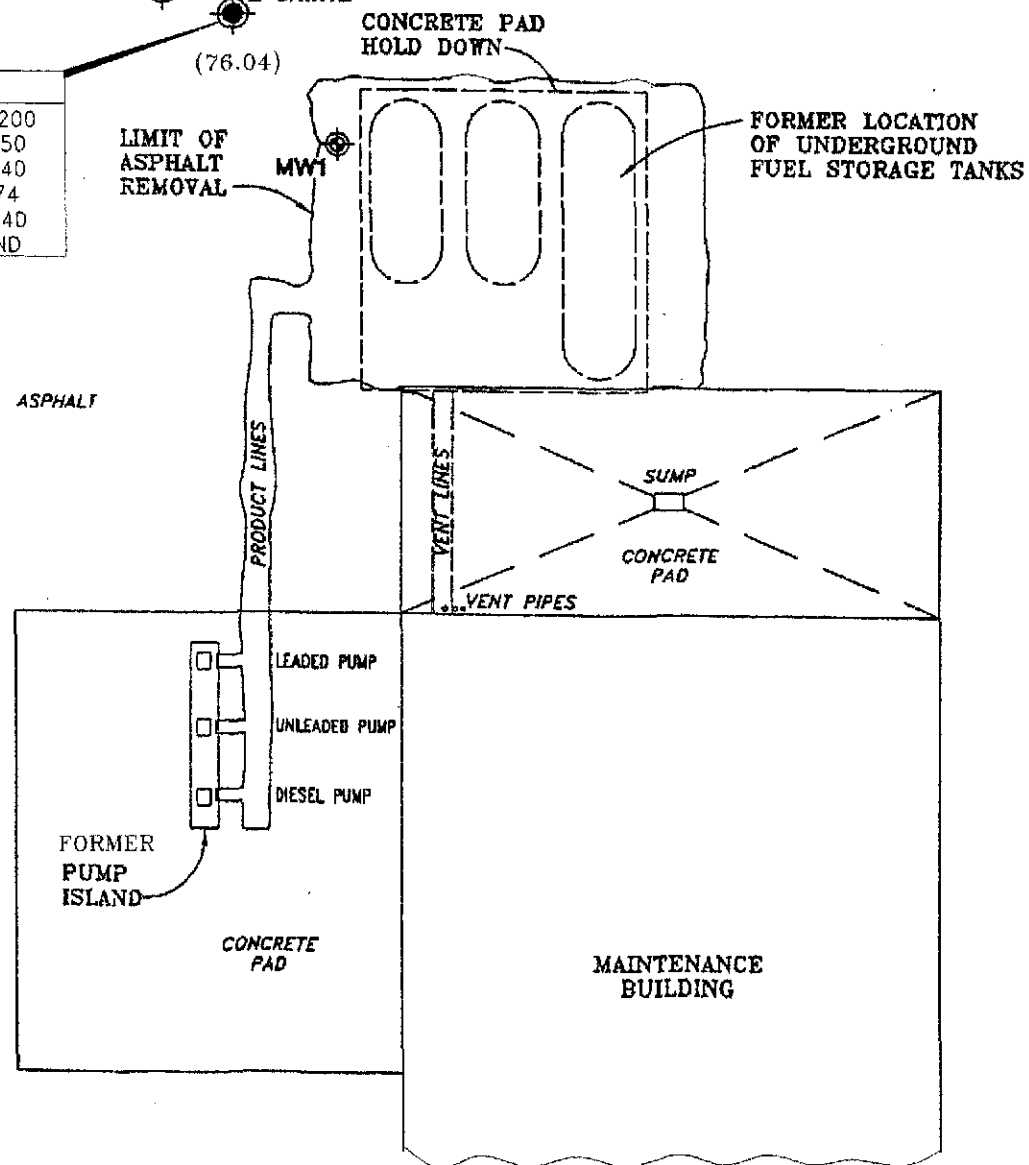 (76.04)
200
50
40
74
40
ND
CONCRETE PAD
HOLD DOWN
LIMIT OF
ASPHALT
REMOVAL
MW1
FORMER LOCATION
OF UNDERGROUND
FUEL STORAGE TANKS
ASPHALT
PRODUCT LINES
VENT LINES
SUMP
CONCRETE
PAD
VENT PIPES
LEADED PUMP
UNLEADED PUMP
DIESEL PUMP
FORMER
PUMP
ISLAND
CONCRETE
PAD
MAINTENANCE
BUILDING